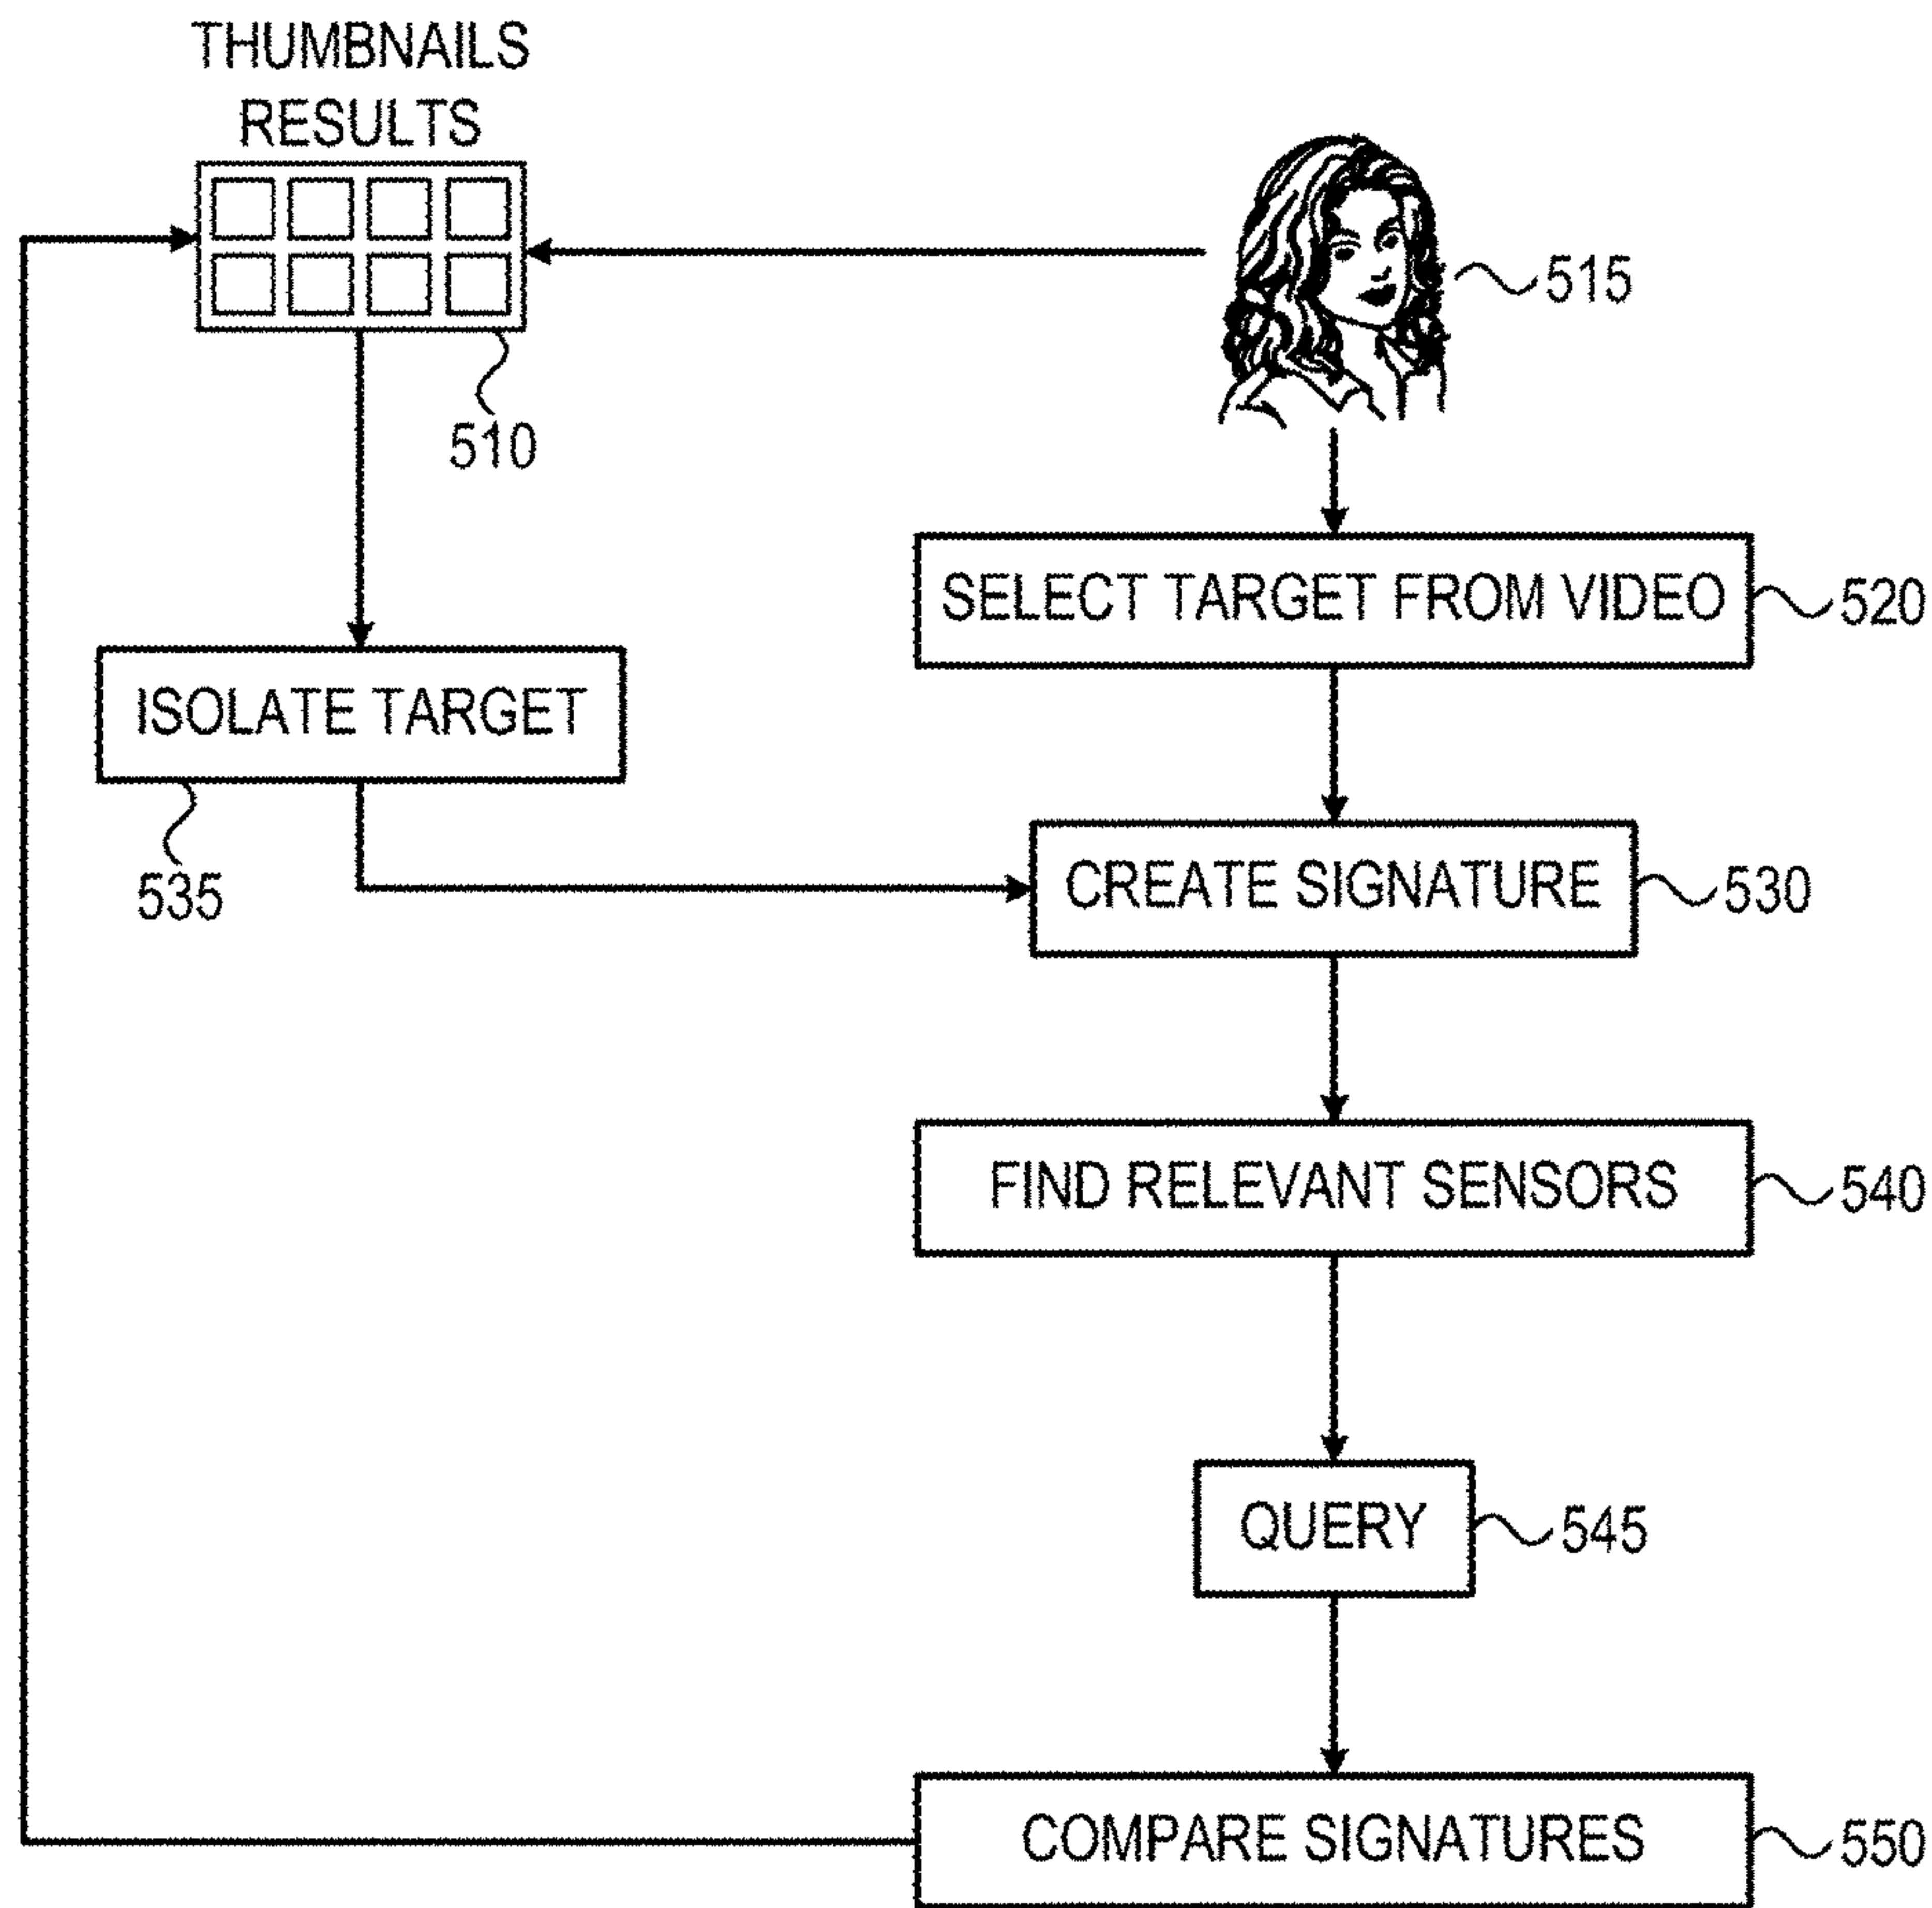 THUMBNAILS
RESULTS
515
510
SELECT TARGET FROM VIDEO
520
ISOLATE TARGET
535
CREATE SIGNATURE
530
FIND RELEVANT SENSORS
540
QUERY
545
COMPARE SIGNATURES
550